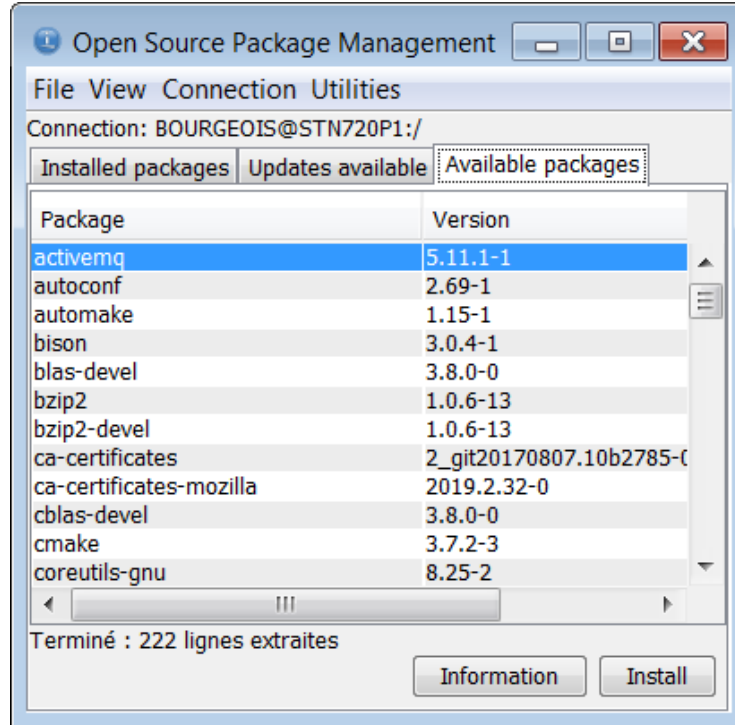 Open Source Package Management
File View Connection Utilities
Connection: BOURGEOIS@STN720P1:/
Installed packages Updates available Available packages
Package Version
activemq 5.11.1-1
autoconf 2.69-1
automake 1.15-1
bison 3.0.4-1
blas-devel 3.8.0-0
bzip2 1.0.6-13
bzip2-devel 1.0.6-13
ca-certificates 2_git20170807.10b2785-0
ca-certificates-mozilla 2019.2.32-0
cblas-devel 3.8.0-0
cmake 3.7.2-3
coreutils-gnu 8.25-2
Terminé : 222 lignes extraites
Information Install